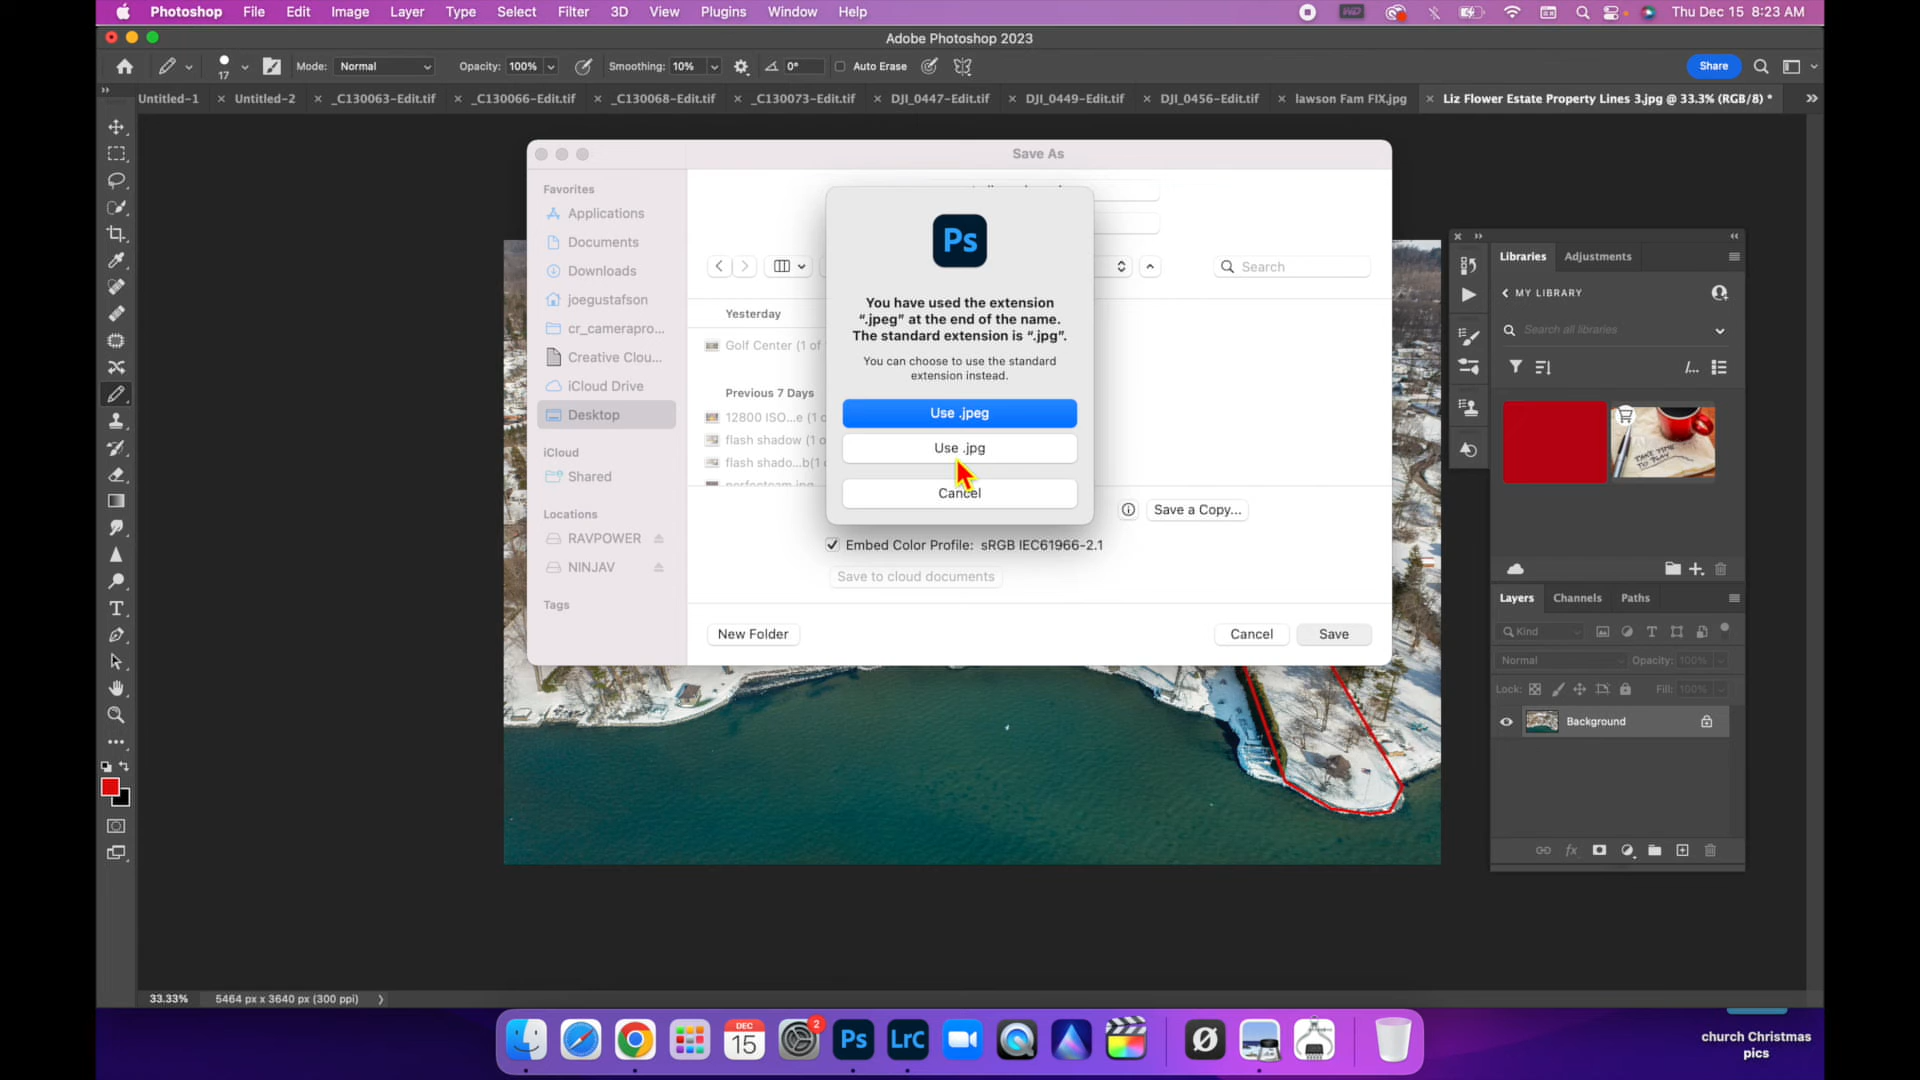 Photoshop File Edit Image Layer Type Select Filter 3D View Plugins Window Help Thu Dec 15 8:23 AM
Adobe Photoshop 2023
17 Mode: Normal Opacity: 100% Smoothing: 10% 0° Auto Erase Share
Untitled-1 Untitled-2 _C130063-Edit.tif _C130066-Edit.tif _C130068-Edit.tif _C130073-Edit.tif DJI_0447-Edit.tif DJI_0449-Edit.tif DJI_0456-Edit.tif lawson Fam FIX.jpg Liz Flower Estate Property Lines 3.jpg @ 33.3% (RGB/8) *
Save As
Favorites
Applications
Documents
Downloads
joegustafson
cr_camerapro...
Creative Clou...
iCloud Drive
Desktop
iCloud
Shared
Locations
RAVPOWER
NINJAV
Tags
Search
Yesterday
Golf Center (1 of
Previous 7 Days
12800 ISO...e (1 o
flash shadow (1 o
flash shado...b(1
Ps
You have used the extension
“.jpeg” at the end of the name.
The standard extension is “.jpg”.
You can choose to use the standard
extension instead.
Use .jpeg
Use .jpg
Cancel
Save a Copy...
Embed Color Profile: sRGB IEC61966-2.1
Save to cloud documents
New Folder Cancel Save
Libraries Adjustments
MY LIBRARY
Search all libraries
TAKE TIME
TO PLAY
Layers Channels Paths
Kind
Normal Opacity: 100%
Lock: Fill: 100%
Background
33.33% 5464 px x 3640 px (300 ppi)
DEC
15
2
Ps
LrC
church Christmas
pics